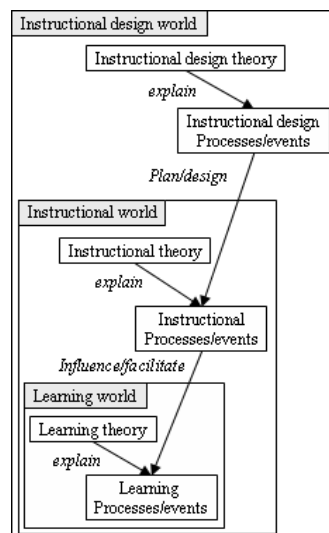 Instructional design world
Instructional design theory
explain
Instructional design
Processes/events
Plan/design
Instructional world
Instructional theory
explain
Instructional
Processes/events
Influence/facilitate
Learning world
Learning theory
explain
Learning
Processes/events